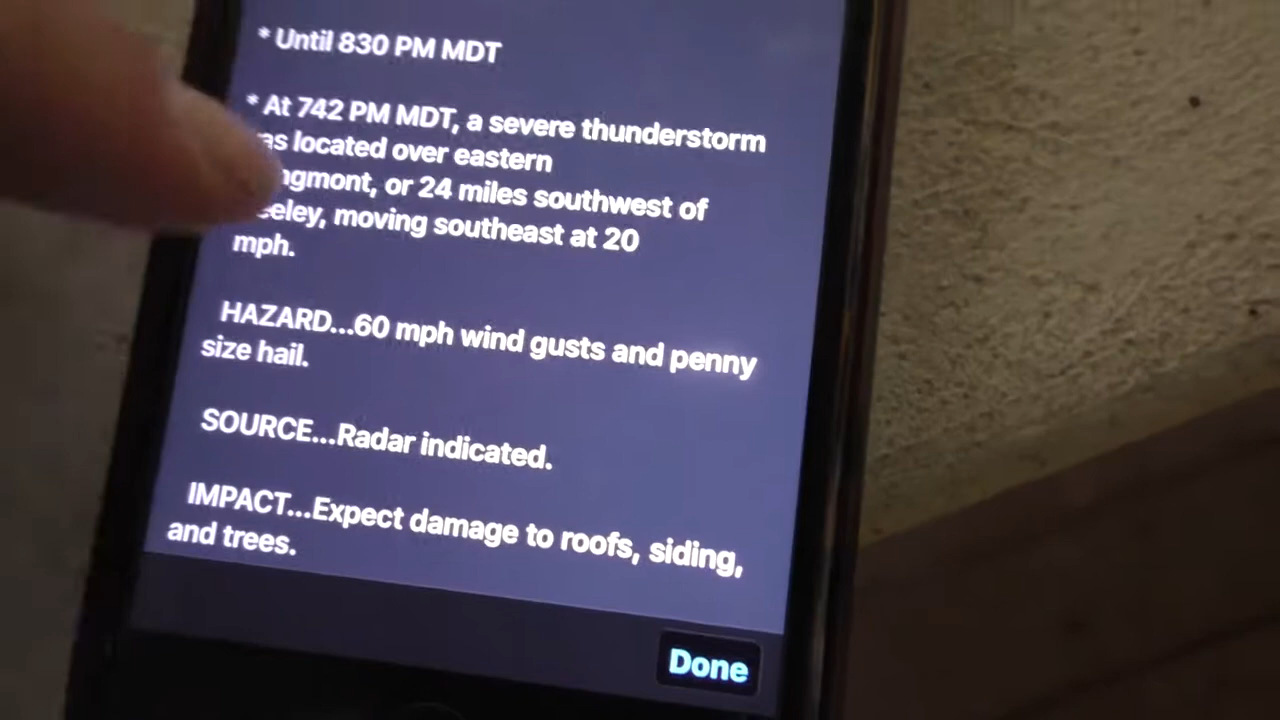 * Until 830 PM MDT
* At 742 PM MDT, a severe thunderstorm
located over eastern
or 24 miles southwest of
moving southeast at 20
mph.
HAZARD...60 mph wind gusts and penny
size hail.
SOURCE...Radar indicated.
IMPACT...Expect damage to roofs, siding,
and trees.
Done